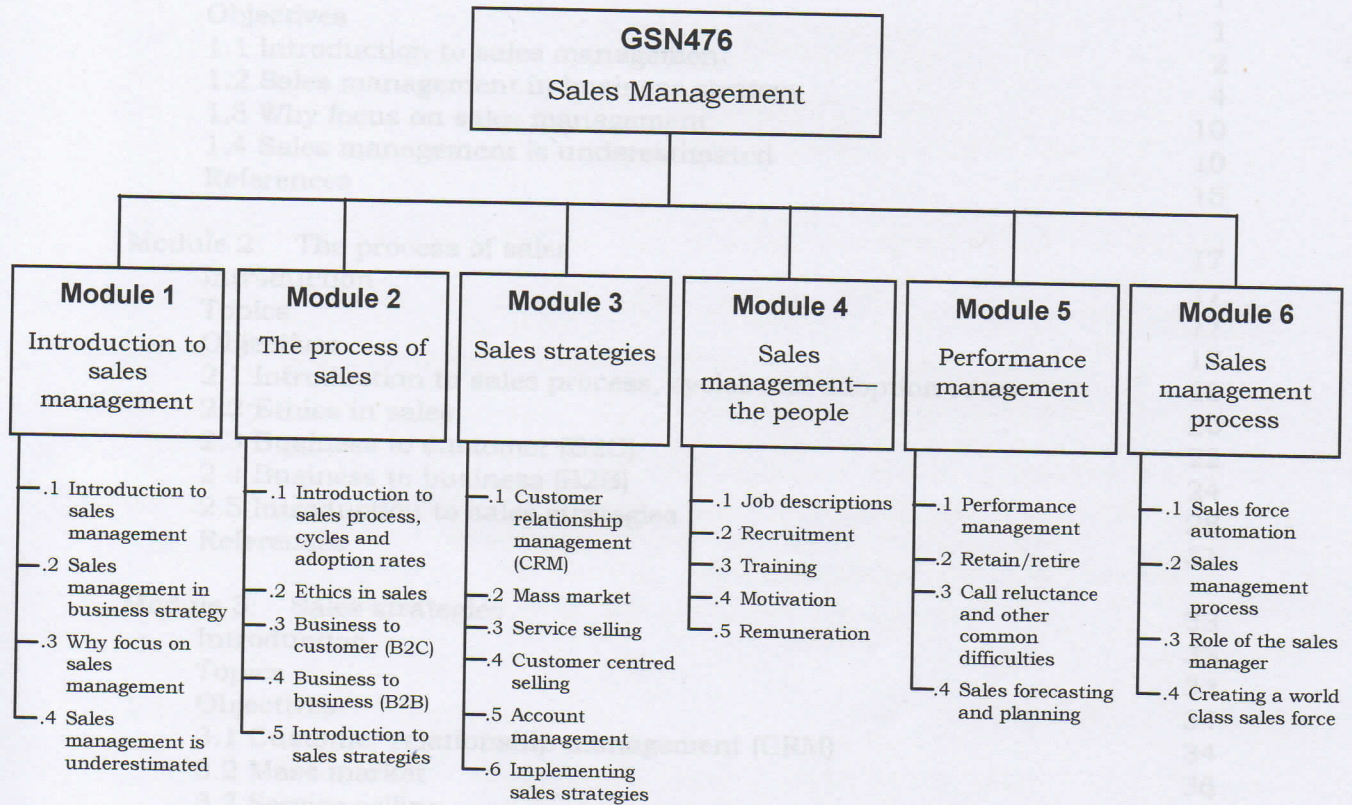 GSN476
Sales Management
Module 1
Introduction to
sales
management
.1 Introduction to
sales
management
.2 Sales
management in
business strategy
.3 Why focus on
sales
management
.4 Sales
management is
underestimated
Module 2
The process of
sales
.1 Introduction to
sales process,
cycles and
adoption rates
.2 Ethics in sales
.3 Business to
customer (B2C)
.4 Business to
business (B2B)
.5 Introduction to
sales strategies
Module 3
Sales strategies
.1 Customer
relationship
management
(CRM)
.2 Mass market
.3 Service selling
.4 Customer centred
selling
.5 Account
management
.6 Implementing
sales strategies
Module 4
Sales
management—
the people
.1 Job descriptions
.2 Recruitment
.3 Training
.4 Motivation
.5 Remuneration
Module 5
Performance
management
.1 Performance
management
.2 Retain/retire
.3 Call reluctance
and other
common
difficulties
.4 Sales forecasting
and planning
Module 6
Sales
management
process
.1 Sales force
automation
.2 Sales
management
process
.3 Role of the sales
manager
.4 Creating a world
class sales force